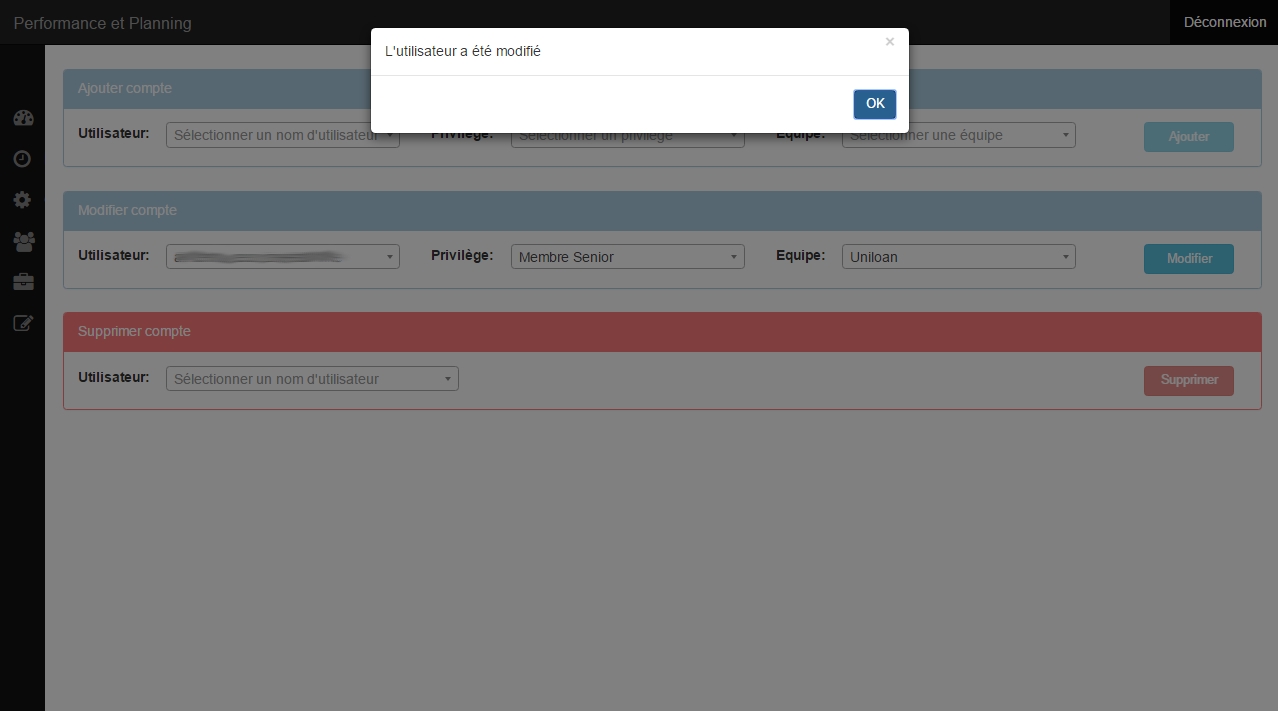 Performance et Planning
Déconnexion
L'utilisateur a été modifié
×
OK
Ajouter compte
Utilisateur: Sélectionner un nom d'utilisateur Privilège: Sélectionner un privilège Equipe: Sélectionner une équipe Ajouter
Modifier compte
Utilisateur: Privilège: Membre Senior Equipe: Uniloan Modifier
Supprimer compte
Utilisateur: Sélectionner un nom d'utilisateur Supprimer